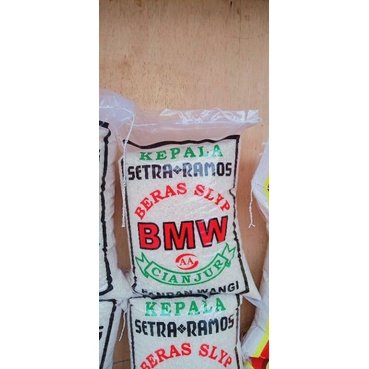 KEPALA
SETRA RAMOS
BERAS SLYP
BMW
AA
CIANJUR
PANDAN WANGI
KEPALA
SETRA RAMOS
BERAS SLYP